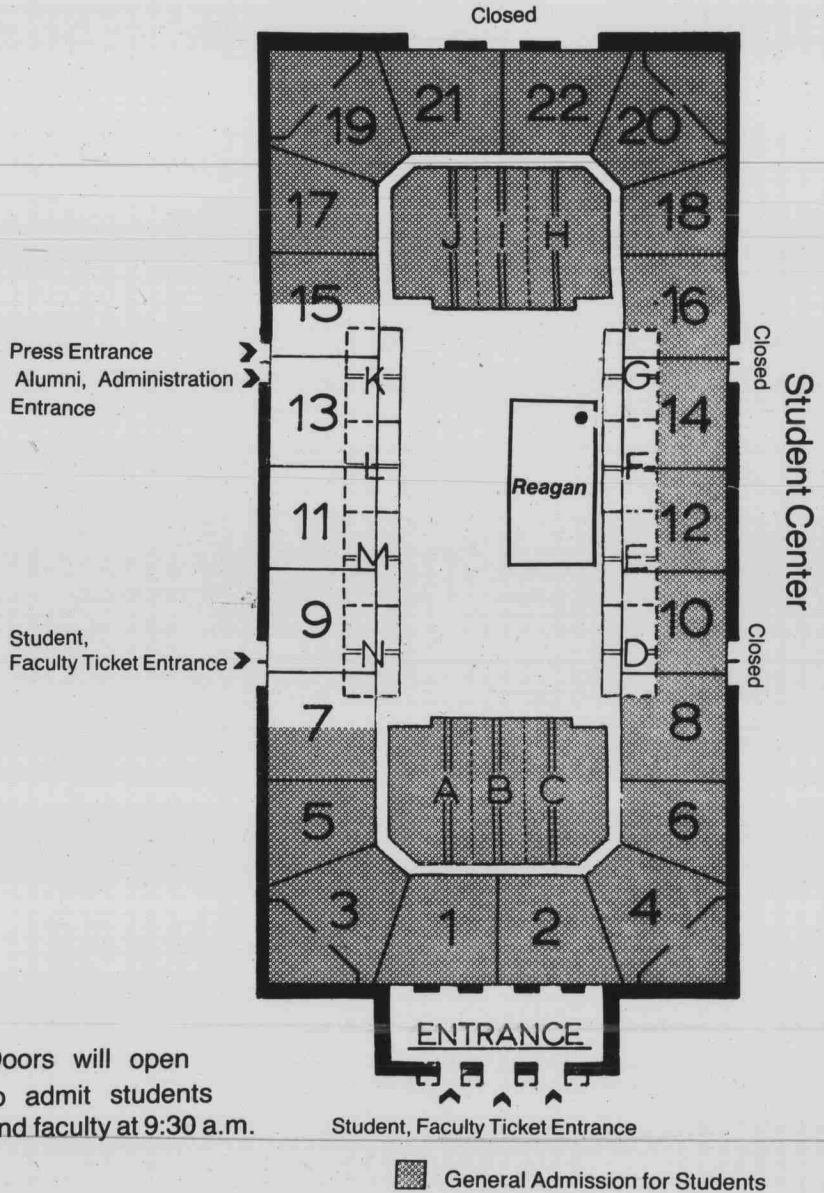 Closed
21 22
19 20
17 18
J I H
15 16
Press Entrance
Alumni, Administration
Entrance
Closed
K G
13 14
L F
Reagan
11 12
M E
9 10
Student,
Faculty Ticket Entrance
N D
Closed
Student Center
7 8
A B C
5 6
3 4
1 2
ENTRANCE
oors will open
o admit students
nd faculty at 9:30 a.m.
Student, Faculty Ticket Entrance
General Admission for Students